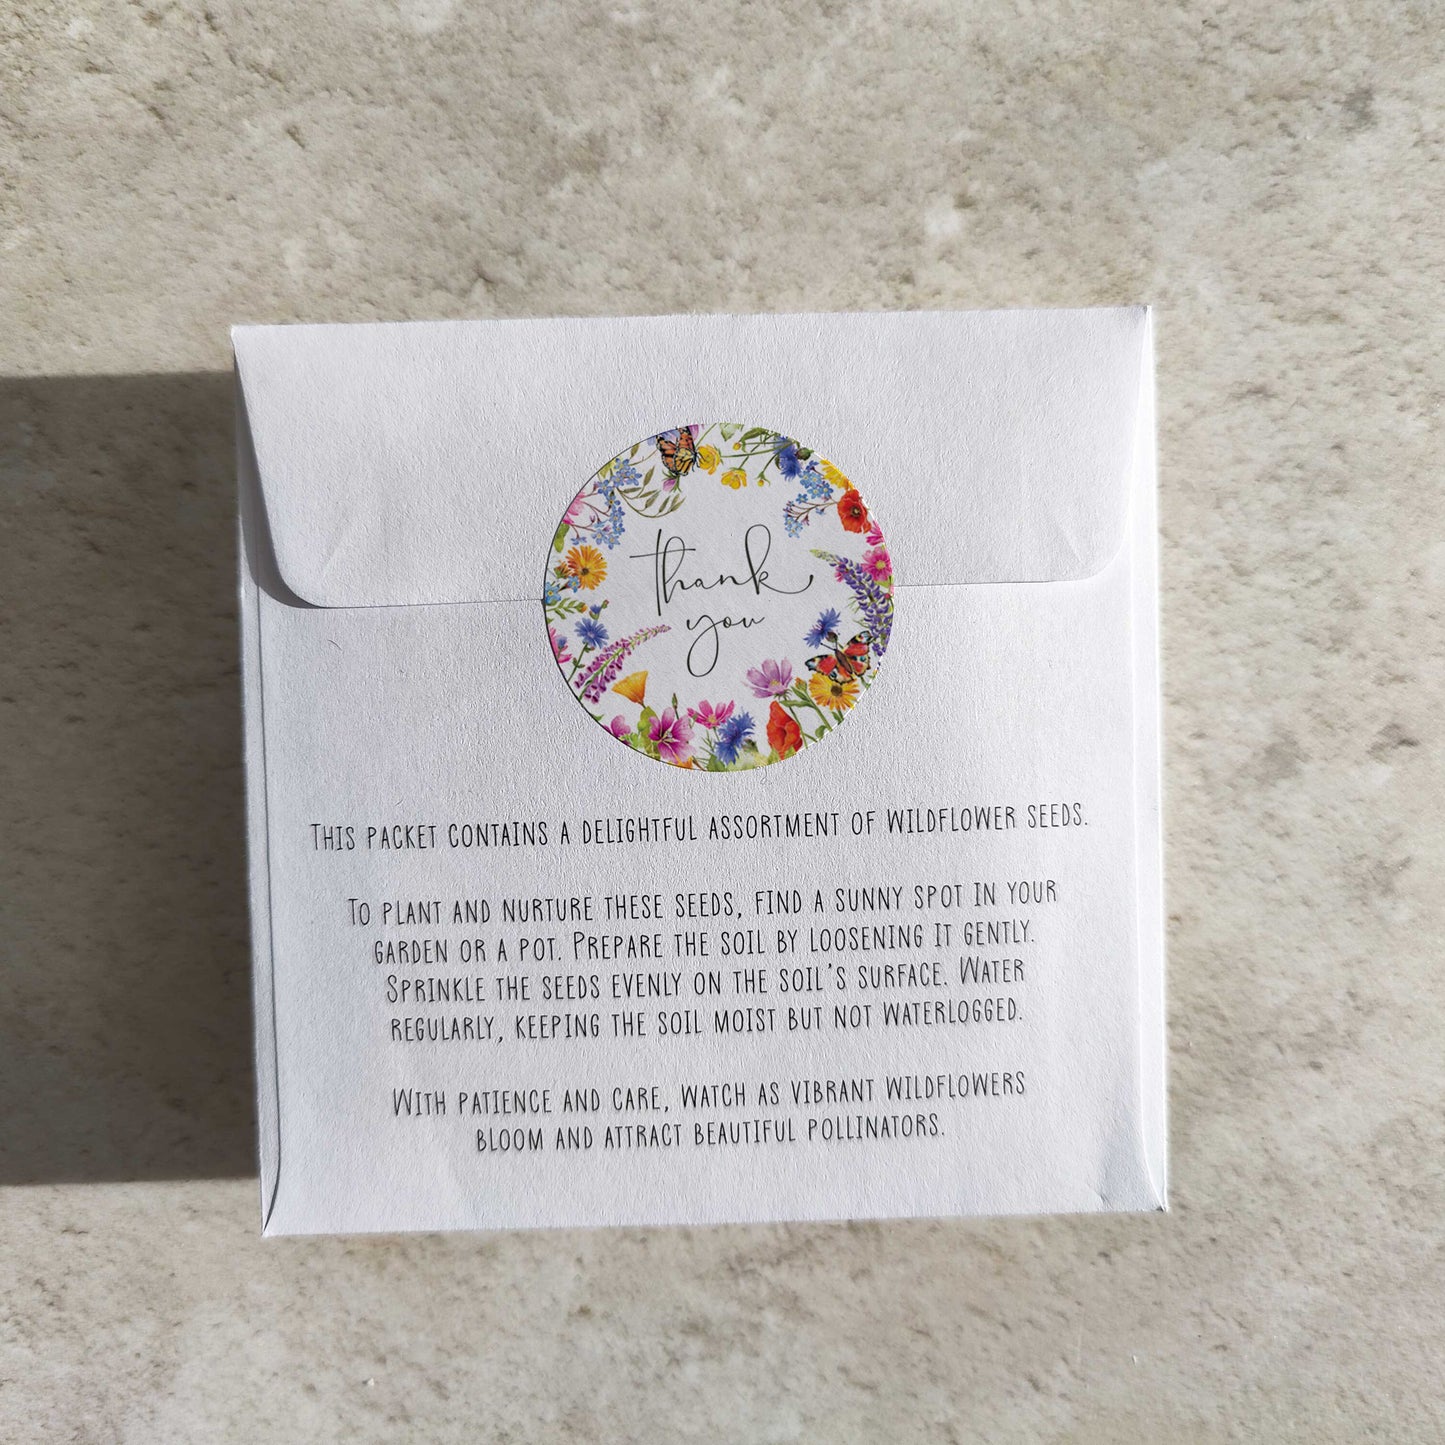 thank
you
THIS PACKET CONTAINS A DELIGHTFUL ASSORTMENT OF WILDFLOWER SEEDS.
TO PLANT AND NURTURE THESE SEEDS, FIND A SUNNY SPOT IN YOUR
GARDEN OR A POT. PREPARE THE SOIL BY LOOSENING IT GENTLY.
SPRINKLE THE SEEDS EVENLY ON THE SOIL'S SURFACE. WATER
REGULARLY, KEEPING THE SOIL MOIST BUT NOT WATERLOGGED.
WITH PATIENCE AND CARE, WATCH AS VIBRANT WILDFLOWERS
BLOOM AND ATTRACT BEAUTIFUL POLLINATORS.